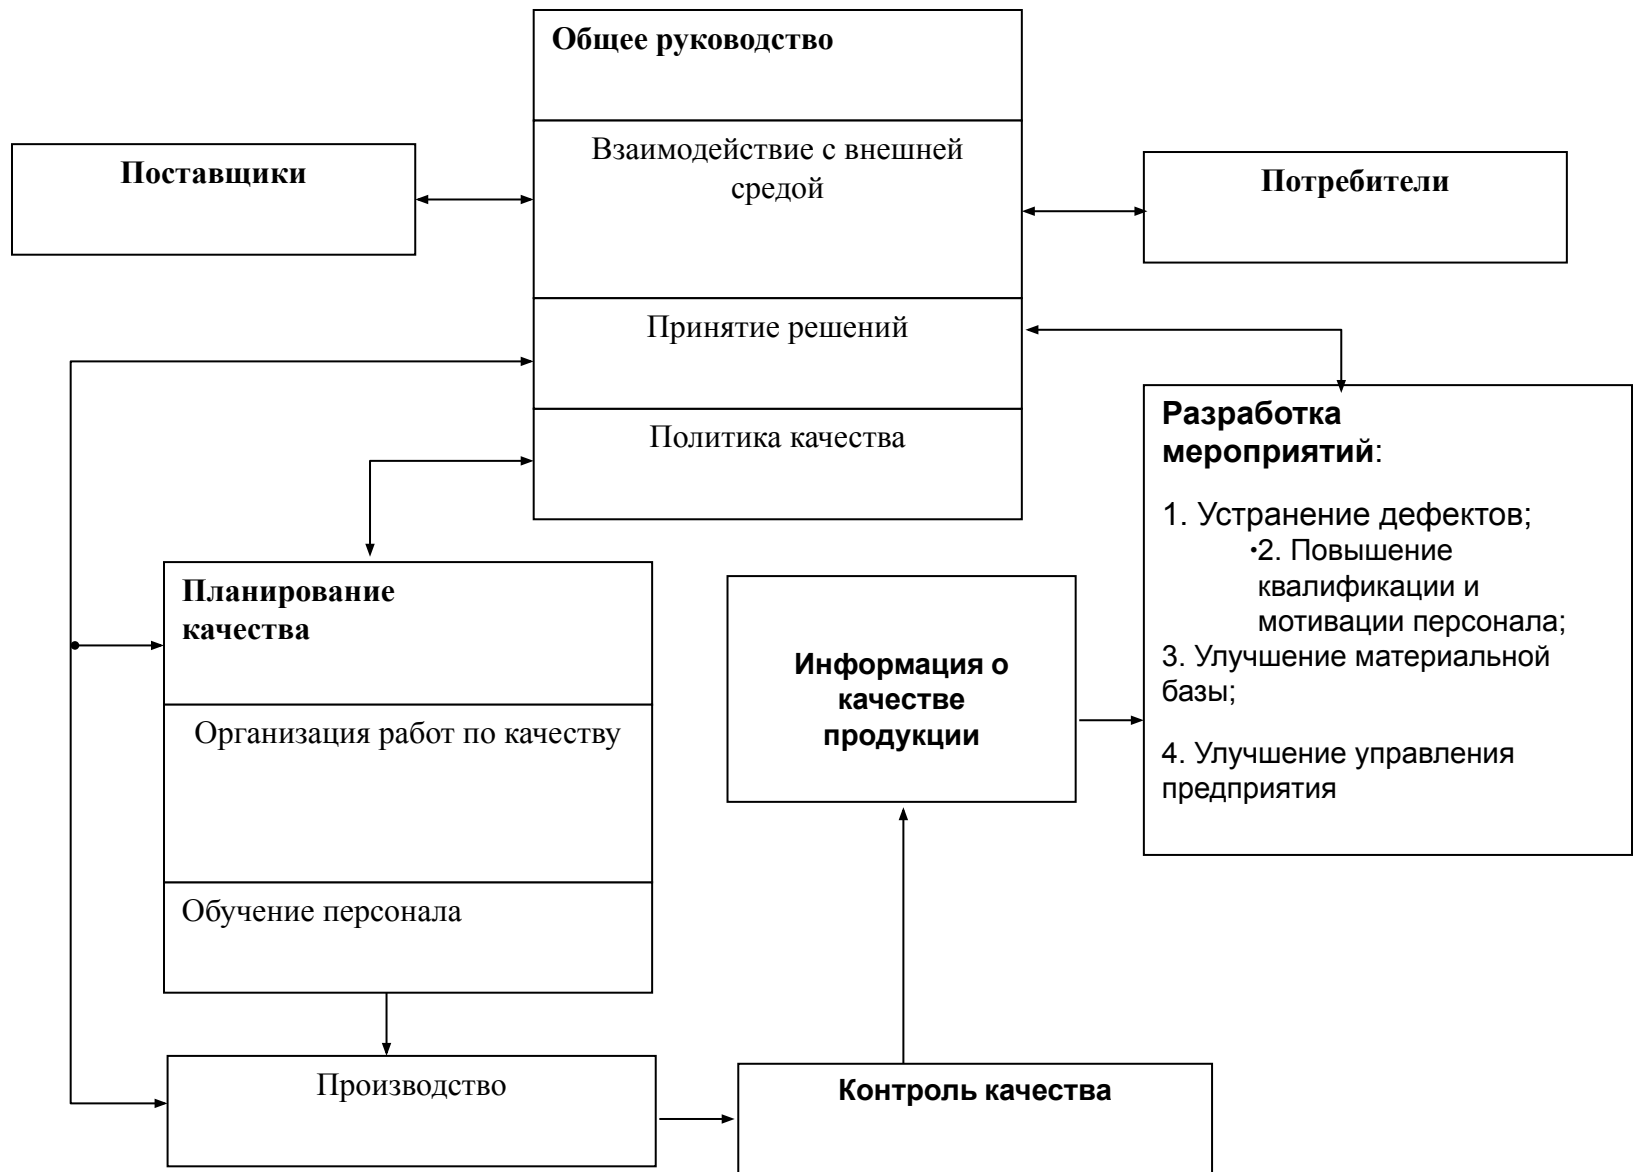 Общее руководство
Взаимодействие с внешней
средой
Поставщики
Потребители
Принятие решений
Политика качества
Разработка
мероприятий:
1. Устранение дефектов;
•2. Повышение
квалификации и
мотивации персонала;
3. Улучшение материальной
базы;
4. Улучшение управления
предприятия
Планирование
качества
Организация работ по качеству
Обучение персонала
Информация о
качестве
продукции
Производство
Контроль качества